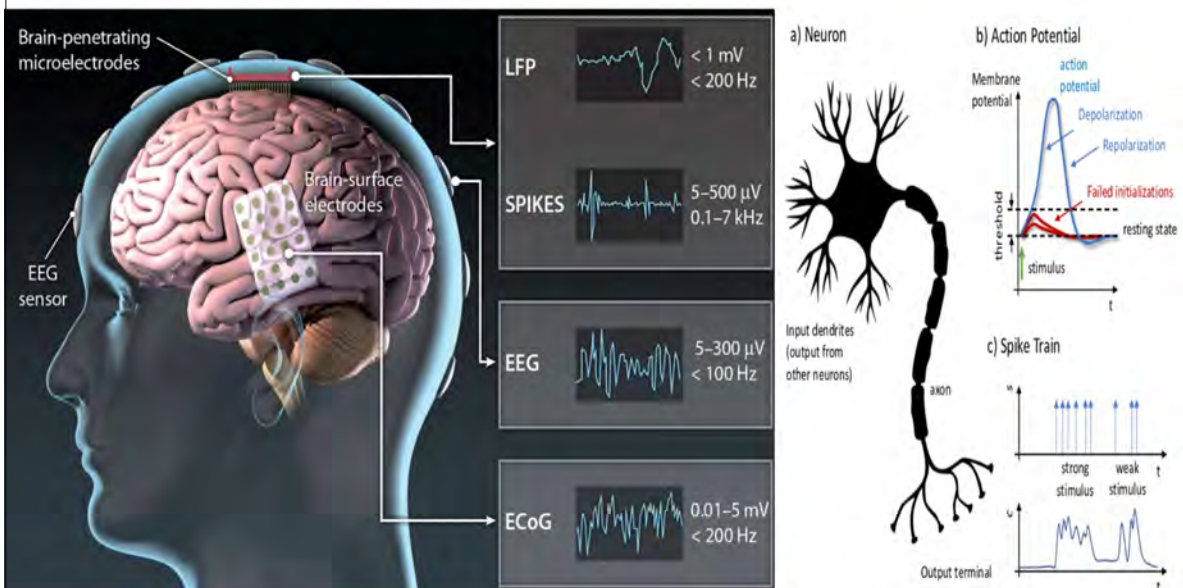 Brain-penetrating
microelectrodes
Brain-surface
electrodes
EEG
sensor
LFP
< 1 mV
< 200 Hz
SPIKES
5–500 µV
0.1–7 kHz
EEG
5–300 µV
< 100 Hz
ECoG
0.01–5 mV
< 200 Hz
a) Neuron
Input dendrites
(output from
other neurons)
axon
Output terminal
b) Action Potential
Membrane
potential
action
potential
Depolarization
Repolarization
Failed initializations
threshold
resting state
stimulus
t
c) Spike Train
s
strong
stimulus
weak
stimulus
t